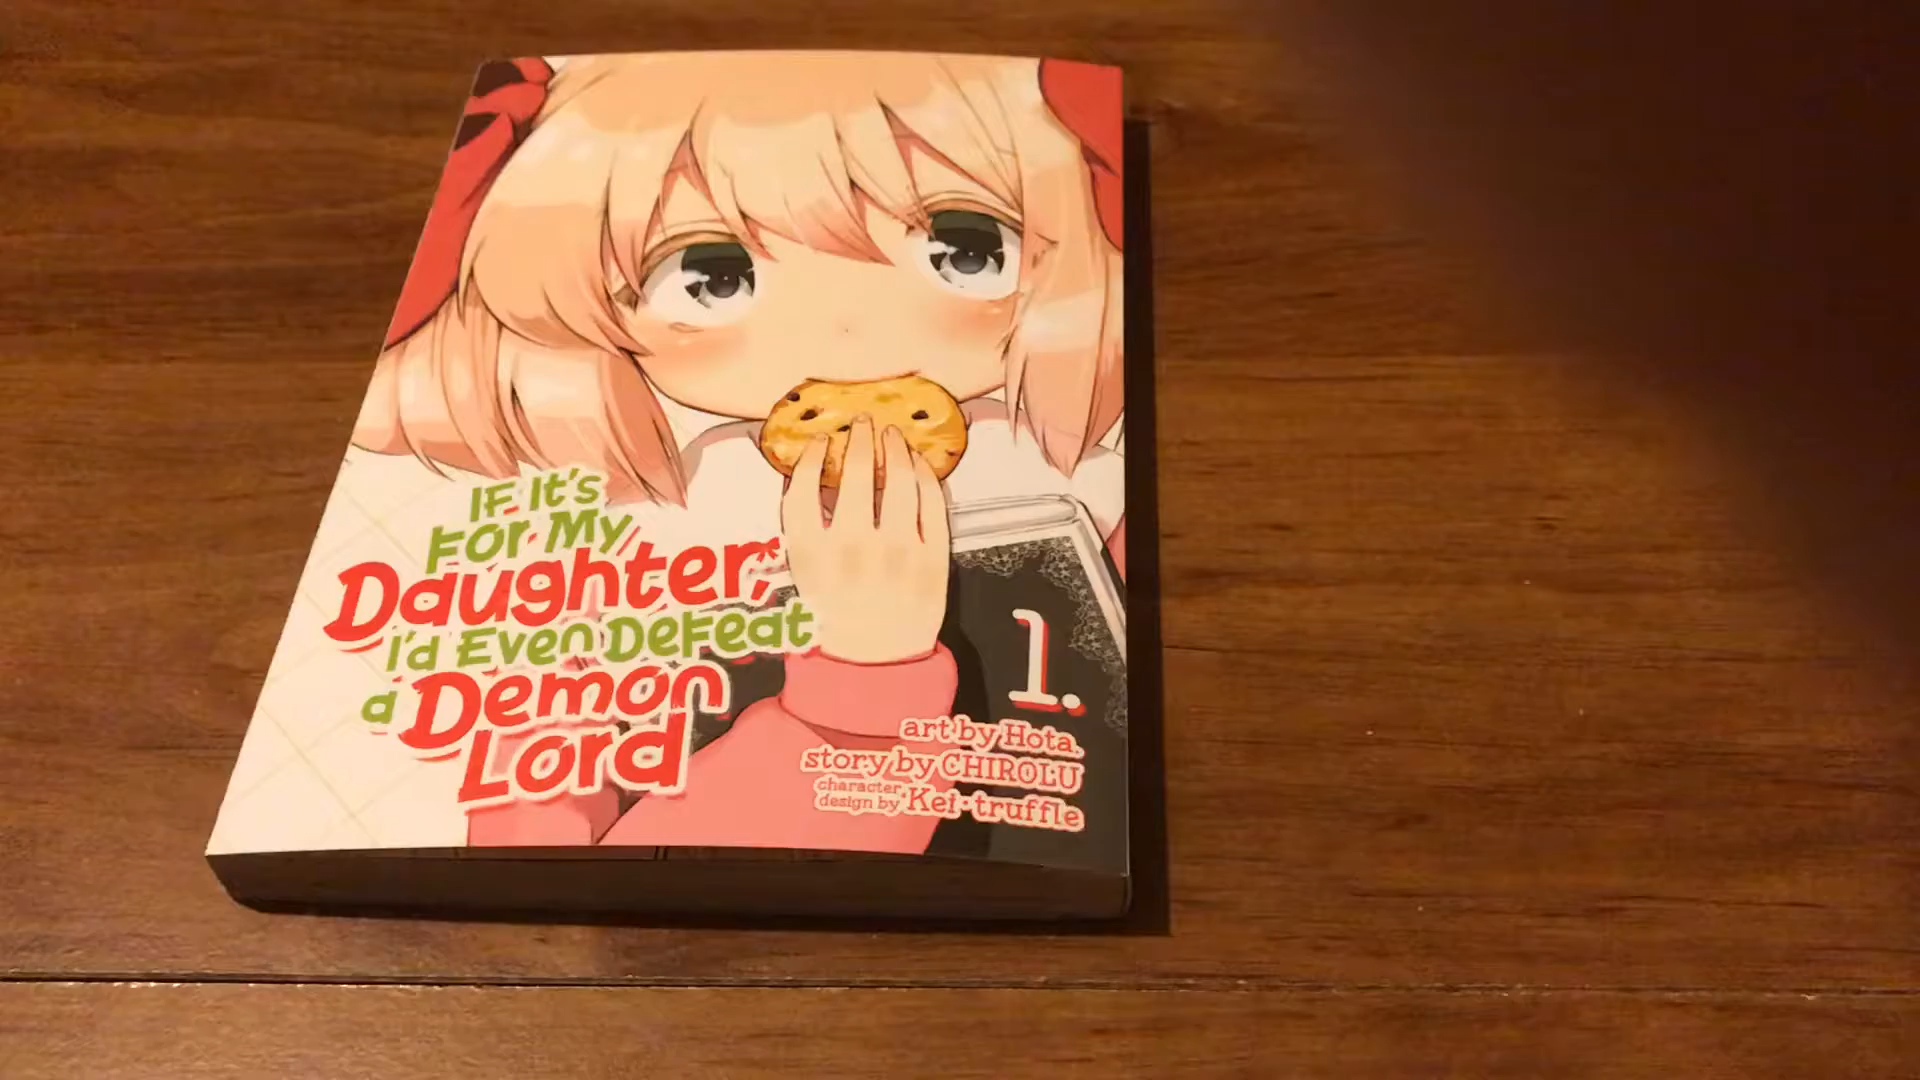 If It's
For My
Daughter,
I'd Even Defeat
a Demon
Lord
1.
art by Hota.
story by CHIROLU
character
design by Kei · truffle